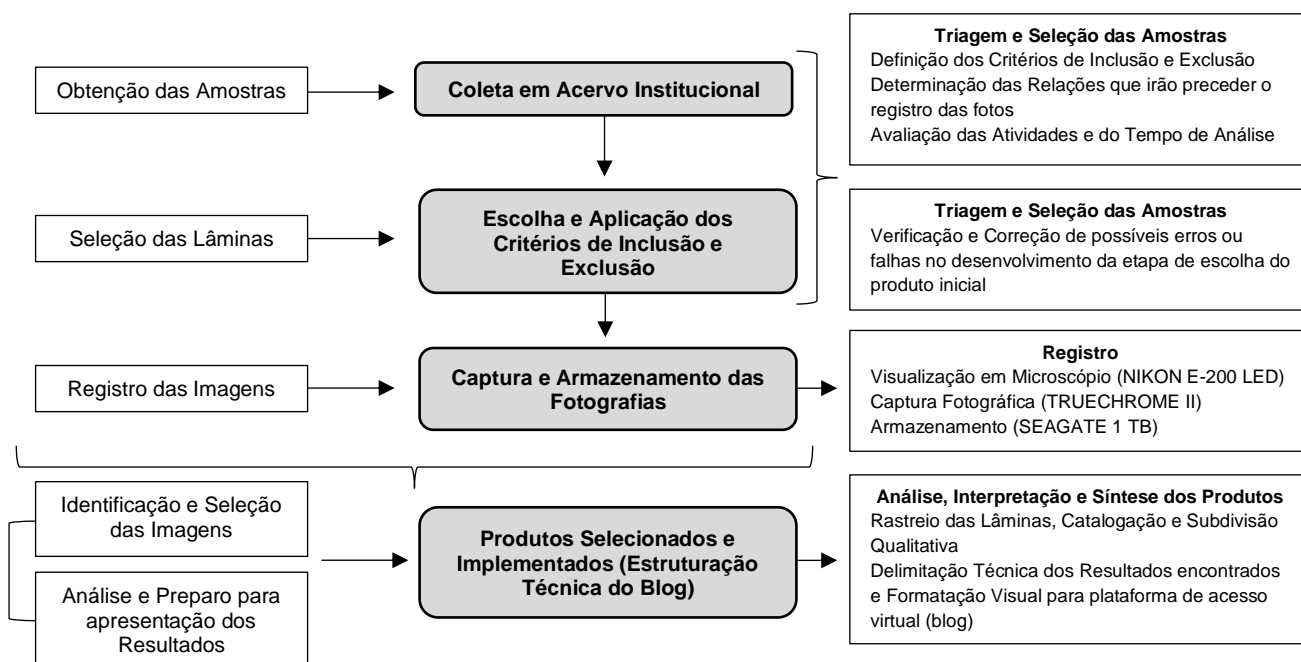 Obtenção das Amostras
Coleta em Acervo Institucional
Triagem e Seleção das Amostras
Definição dos Critérios de Inclusão e Exclusão
Determinação das Relações que irão preceder o
registro das fotos
Avaliação das Atividades e do Tempo de Análise
Seleção das Lâminas
Escolha e Aplicação dos
Critérios de Inclusão e
Exclusão
Triagem e Seleção das Amostras
Verificação e Correção de possíveis erros ou
falhas no desenvolvimento da etapa de escolha do
produto inicial
Registro das Imagens
Captura e Armazenamento das
Fotografias
Registro
Visualização em Microscópio (NIKON E-200 LED)
Captura Fotográfica (TRUECHROME II)
Armazenamento (SEAGATE 1 TB)
Identificação e Seleção
das Imagens
Análise e Preparo para
apresentação dos
Resultados
Produtos Selecionados e
Implementados (Estruturação
Técnica do Blog)
Análise, Interpretação e Síntese dos Produtos
Rastreio das Lâminas, Catalogação e Subdivisão
Qualitativa
Delimitação Técnica dos Resultados encontrados
e Formatação Visual para plataforma de acesso
virtual (blog)